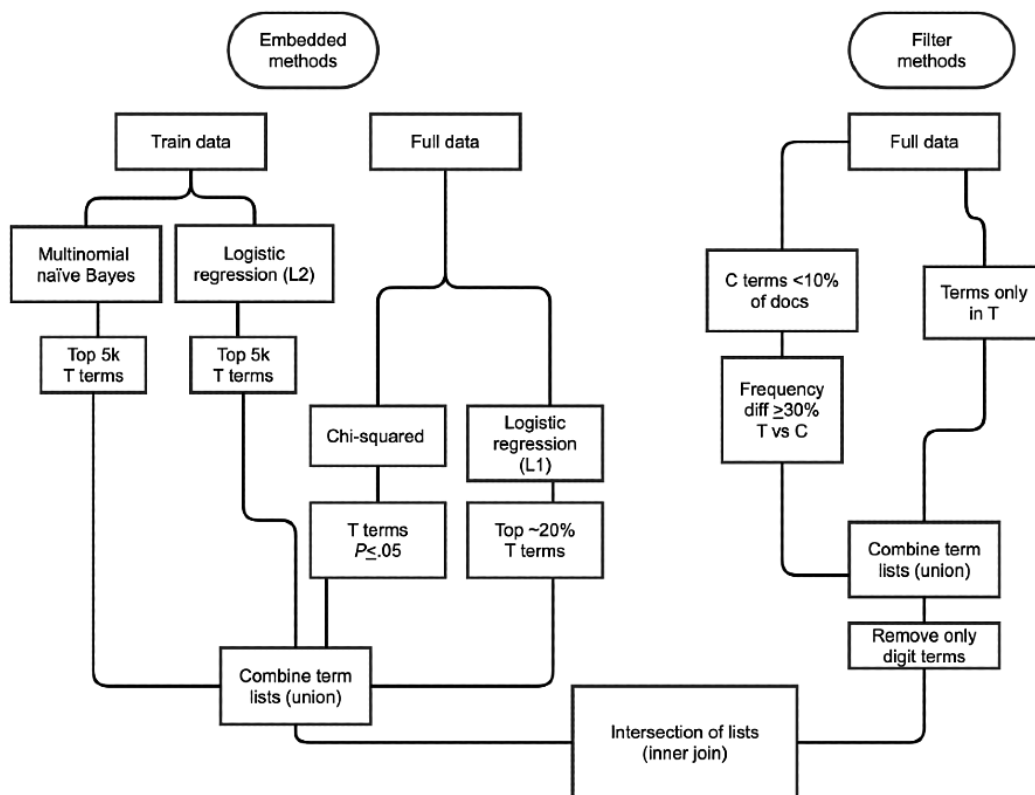 Embedded
methods
Filter
methods
Train data
Full data
Full data
Multinomial
naïve Bayes
Logistic
regression (L2)
C terms <10%
of docs
Terms only
in T
Top 5k
T terms
Top 5k
T terms
Frequency
diff ≥30%
T vs C
Chi-squared
Logistic
regression
(L1)
T terms
P≤.05
Top ~20%
T terms
Combine term
lists (union)
Remove only
digit terms
Combine term
lists (union)
Intersection of lists
(inner join)